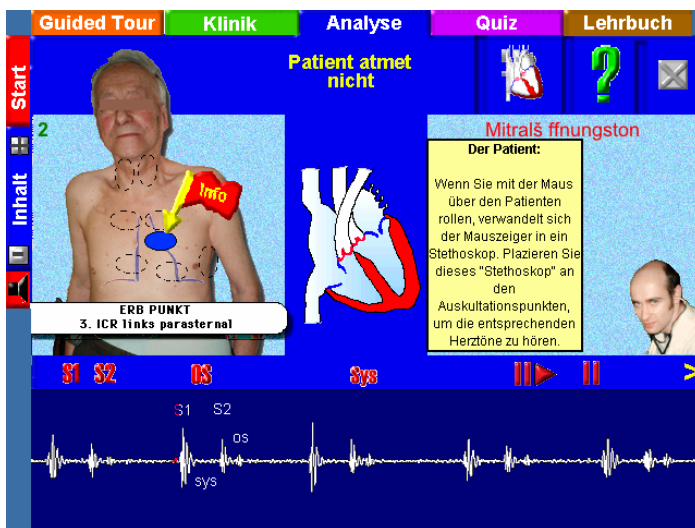 Guided Tour
Klinik
Analyse
Quiz
Lehrbuch
Start
Inhalt
Patient atmet
nicht
2
Info
ERB PUNKT
3. ICR links parasternal
Mitralš ffnungston
Der Patient:
Wenn Sie mit der Maus
über den Patienten
rollen, verwandelt sich
der Mauszeiger in ein
Stethoskop. Plazieren Sie
dieses "Stethoskop" an
den
Auskultationspunkten,
um die entsprechenden
Herztöne zu hören.
S1 S2 OS Sys
S1 S2
os
sys